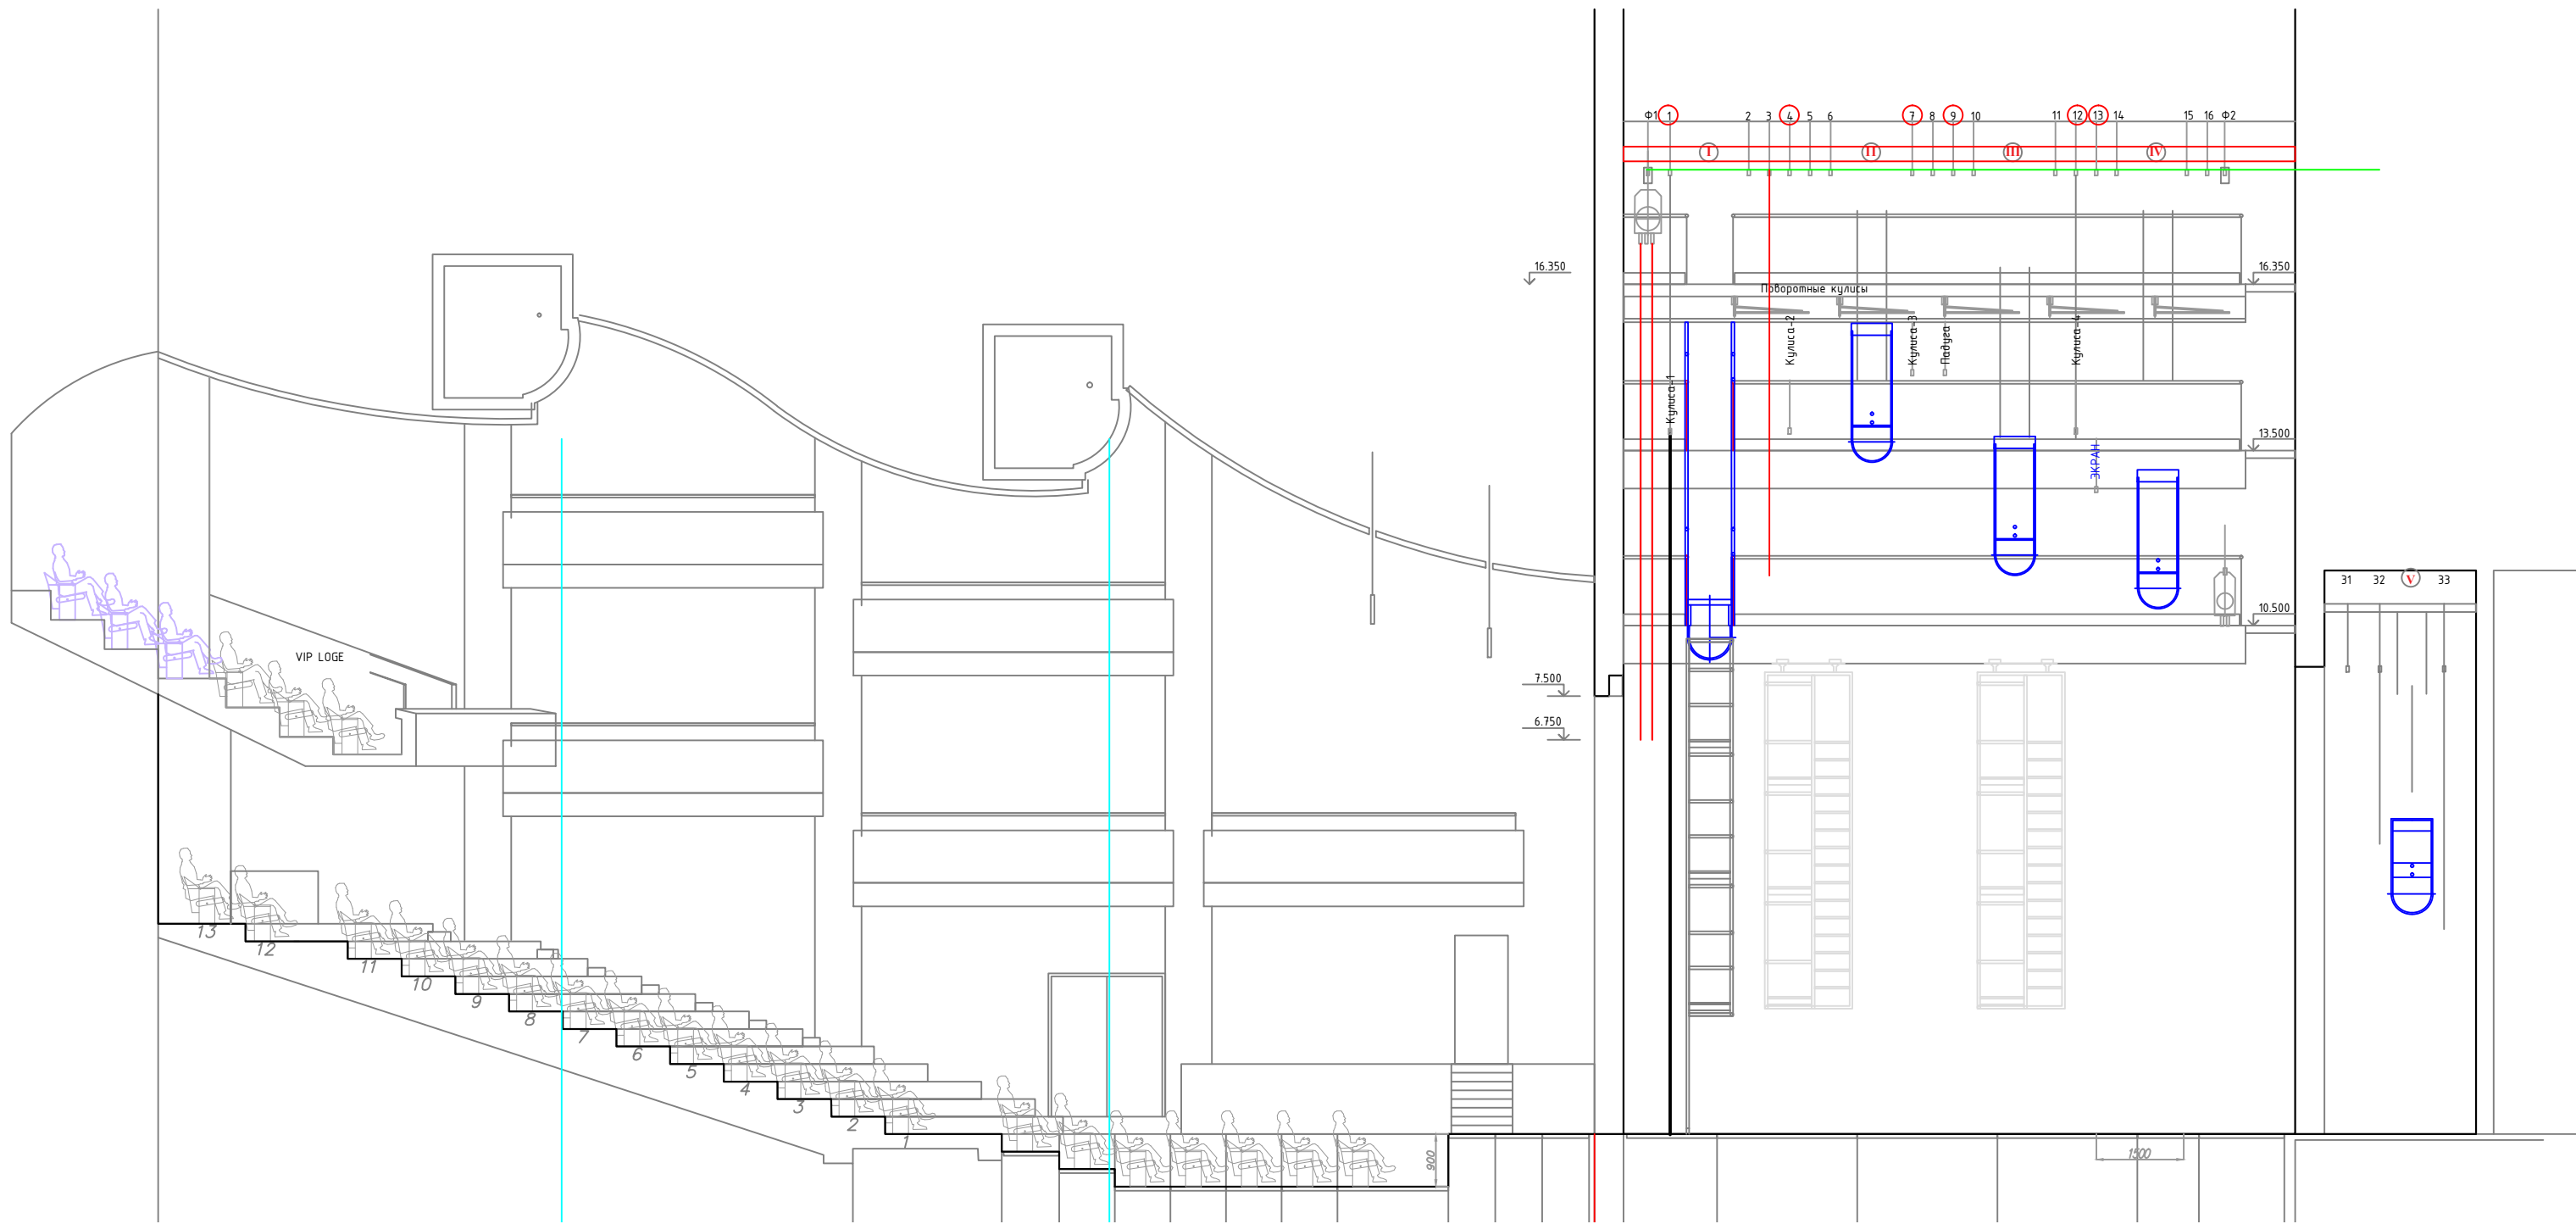 Ф1 1 2 3 4 5 6 7 8 9 10 11 12 13 14 15 16 Ф2
I II III IV
16.350 16.350
Поворотные кулисы
Кулиса-2
Кулиса-3
Падуга
Кулиса-4
Кулиса-1
13.500
ЭКРАН
31 32 V 33
10.500
VIP LOGE
7.500
6.750
13
12
11
10
9
8
7
6
5
4
3
2
1
900
1500